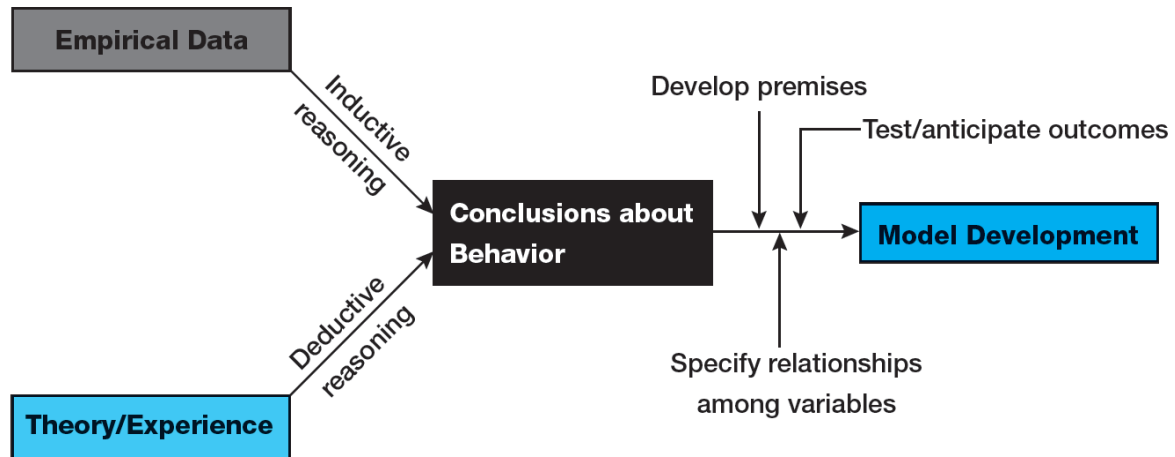 Empirical Data
Inductive
reasoning
Develop premises
Test/anticipate outcomes
Conclusions about
Behavior
Model Development
Deductive
reasoning
Specify relationships
among variables
Theory/Experience